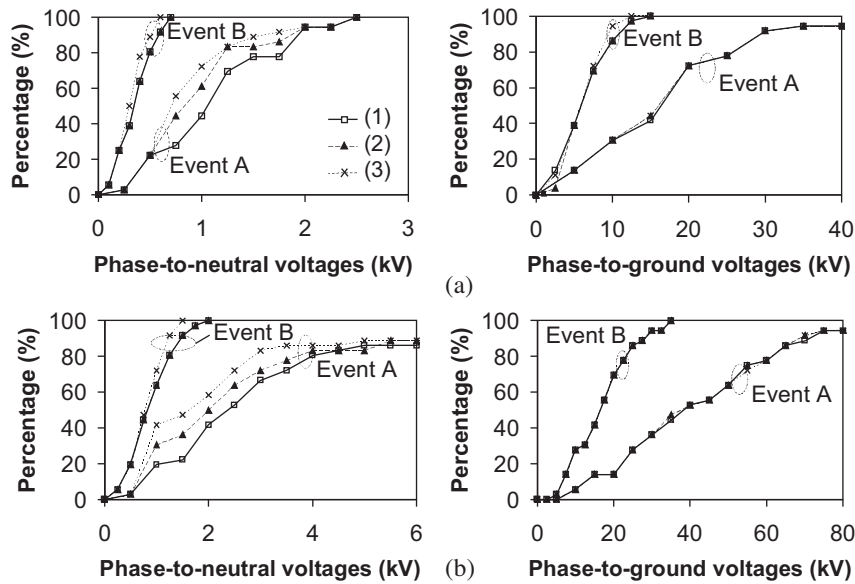 Percentage (%)
100
80
60
40
20
0
Event B
Event A
(1)
(2)
(3)
0 1 2 3
Phase-to-neutral voltages (kV)
Percentage (%)
100
80
60
40
20
0
Event B
Event A
0 10 20 30 40
Phase-to-ground voltages (kV)
(a)
Percentage (%)
100
80
60
40
20
0
Event B
Event A
0 2 4 6
Phase-to-neutral voltages (kV)
Percentage (%)
100
80
60
40
20
0
Event B
Event A
0 20 40 60 80
Phase-to-ground voltages (kV)
(b)